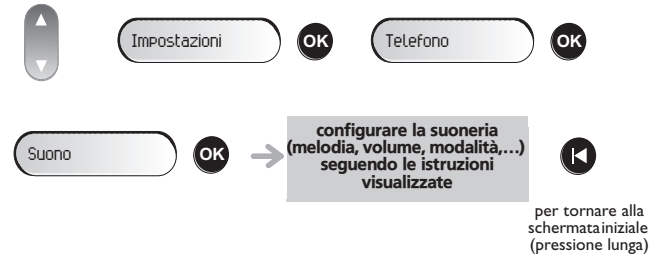 Impostazioni OK Telefono OK
Suono OK
configurare la suoneria
(melodia, volume, modalità,...)
seguendo le istruzioni
visualizzate
per tornare alla
schermata iniziale
(pressione lunga)